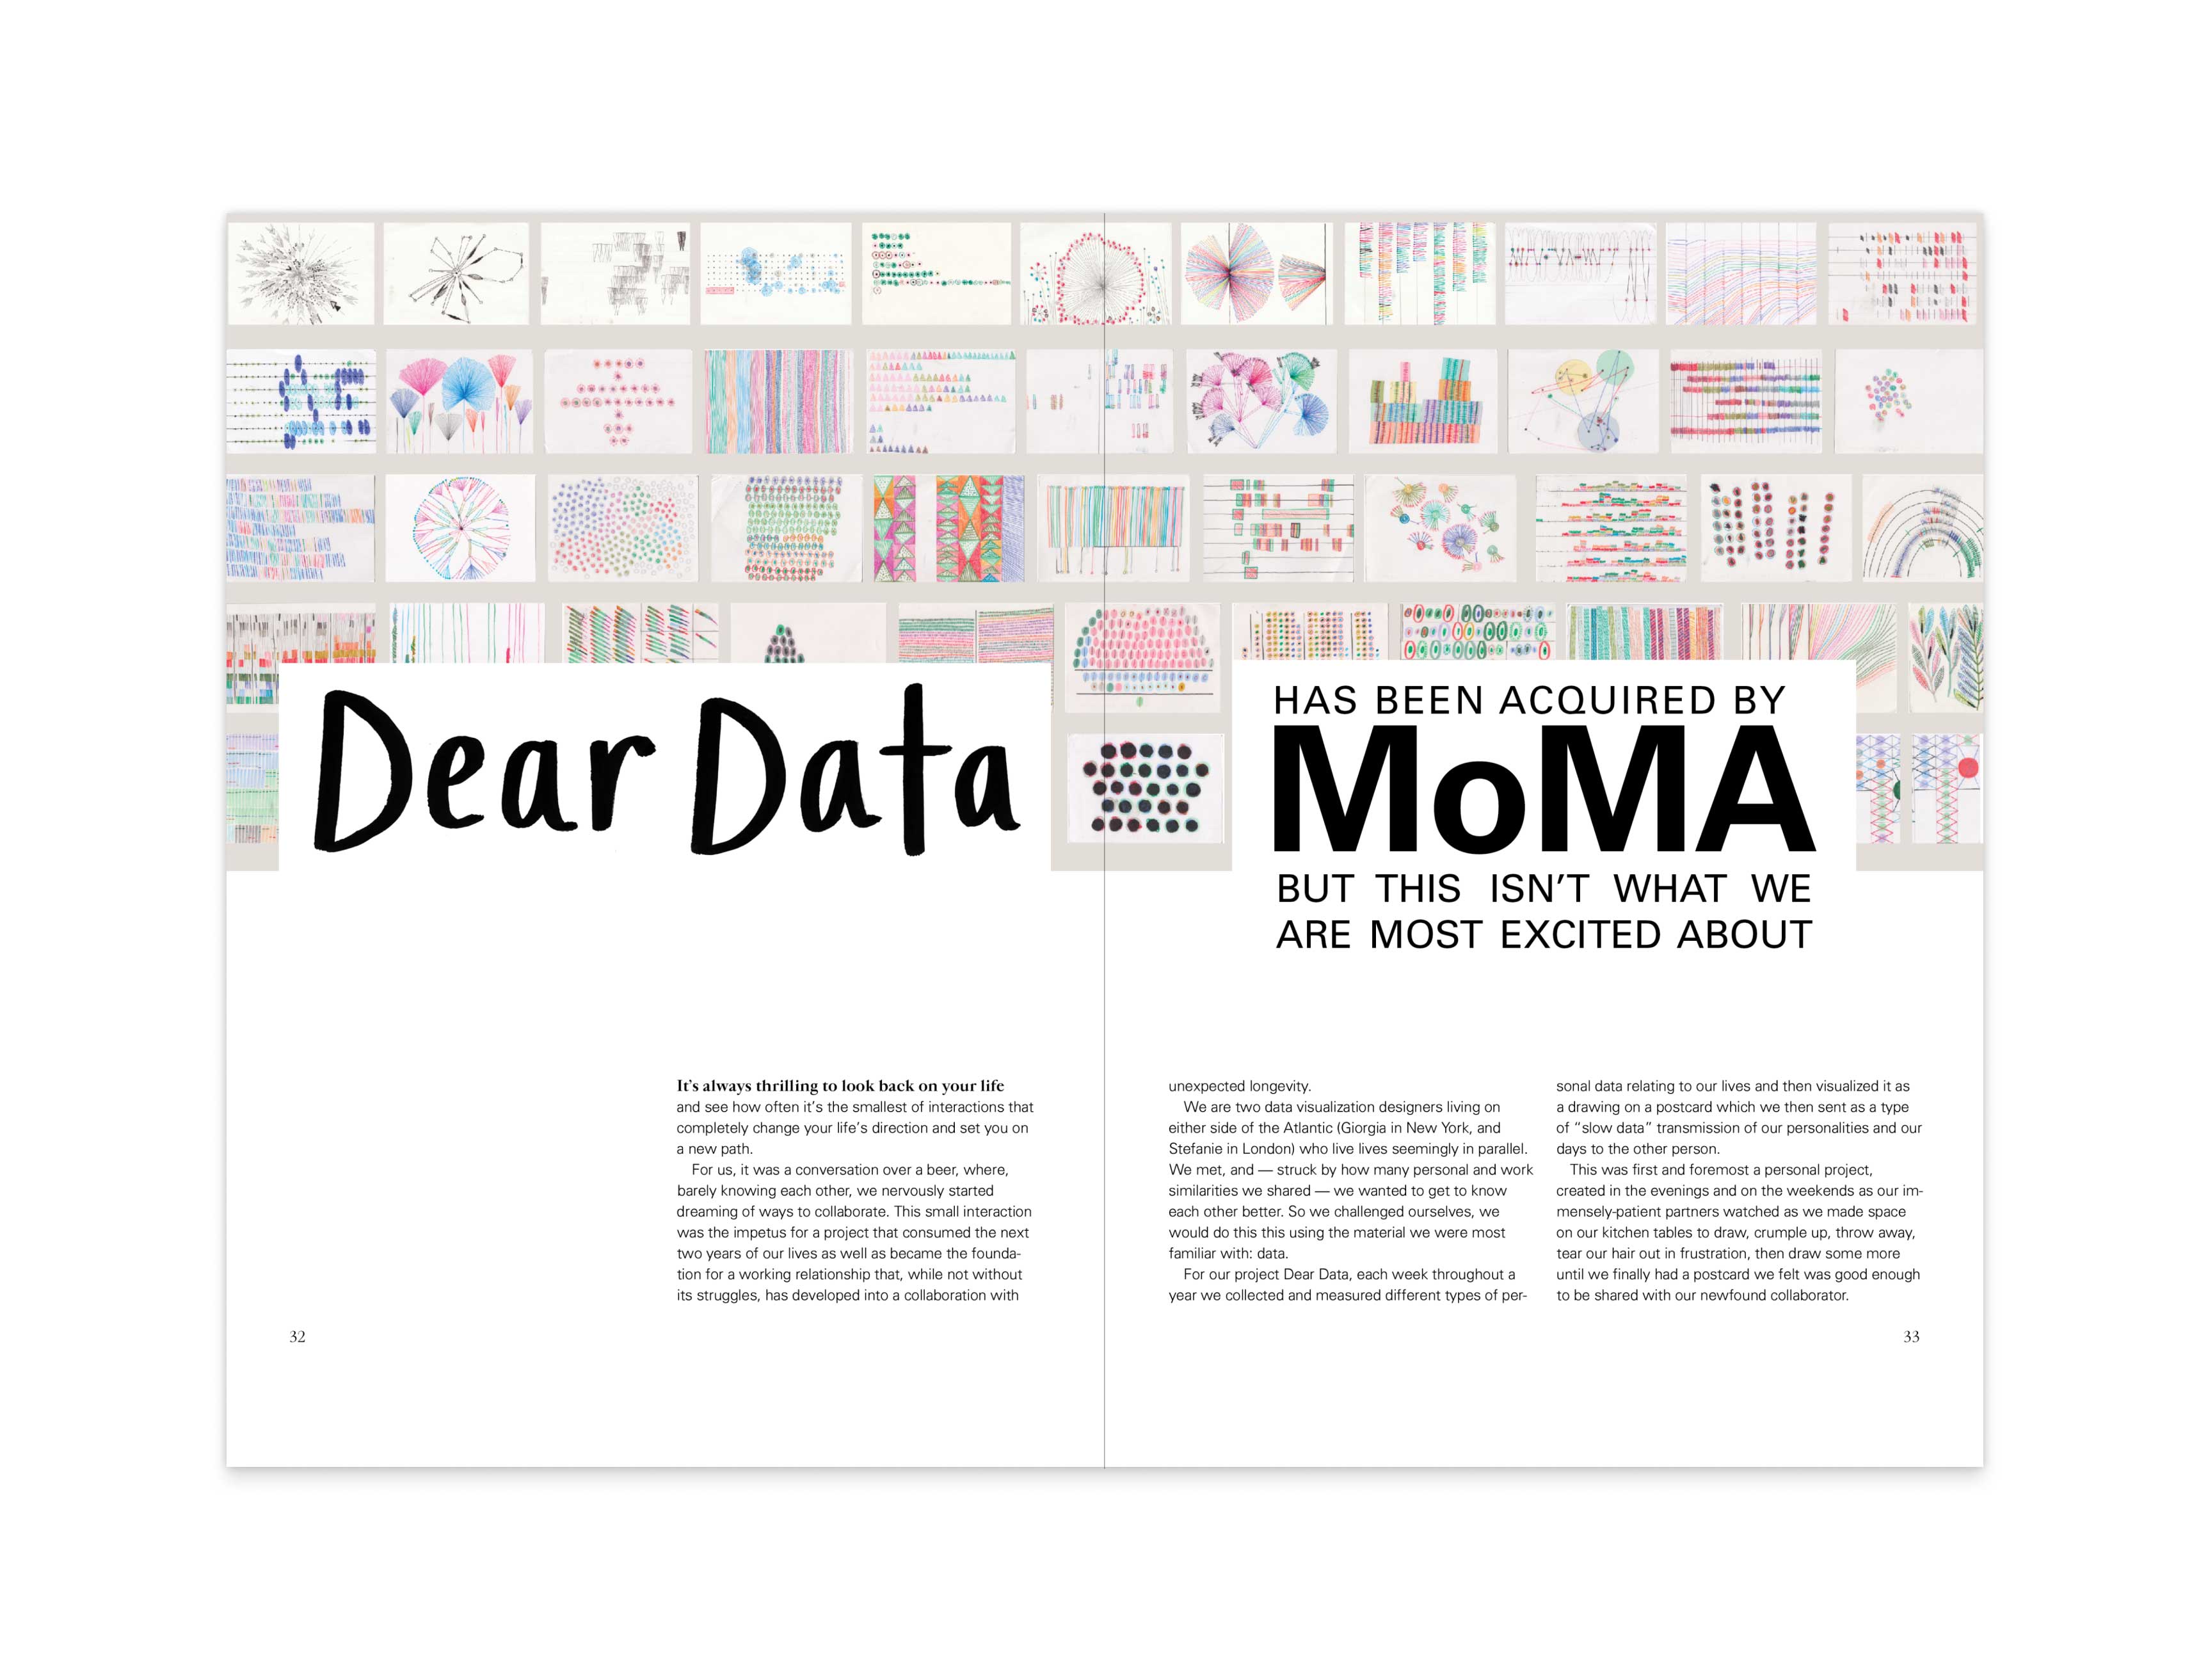 Dear Data
HAS BEEN ACQUIRED BY
MoMA
BUT THIS ISN’T WHAT WE
ARE MOST EXCITED ABOUT
It’s always thrilling to look back on your life
and see how often it’s the smallest of interactions that
completely change your life’s direction and set you on
a new path.
For us, it was a conversation over a beer, where,
barely knowing each other, we nervously started
dreaming of ways to collaborate. This small interaction
was the impetus for a project that consumed the next
two years of our lives as well as became the founda-
tion for a working relationship that, while not without
its struggles, has developed into a collaboration with
unexpected longevity.
We are two data visualization designers living on
either side of the Atlantic (Giorgia in New York, and
Stefanie in London) who live lives seemingly in parallel.
We met, and — struck by how many personal and work
similarities we shared — we wanted to get to know
each other better. So we challenged ourselves, we
would do this this using the material we were most
familiar with: data.
For our project Dear Data, each week throughout a
year we collected and measured different types of per-
sonal data relating to our lives and then visualized it as
a drawing on a postcard which we then sent as a type
of “slow data” transmission of our personalities and our
days to the other person.
This was first and foremost a personal project,
created in the evenings and on the weekends as our im-
mensely-patient partners watched as we made space
on our kitchen tables to draw, crumple up, throw away,
tear our hair out in frustration, then draw some more
until we finally had a postcard we felt was good enough
to be shared with our newfound collaborator.
32
33